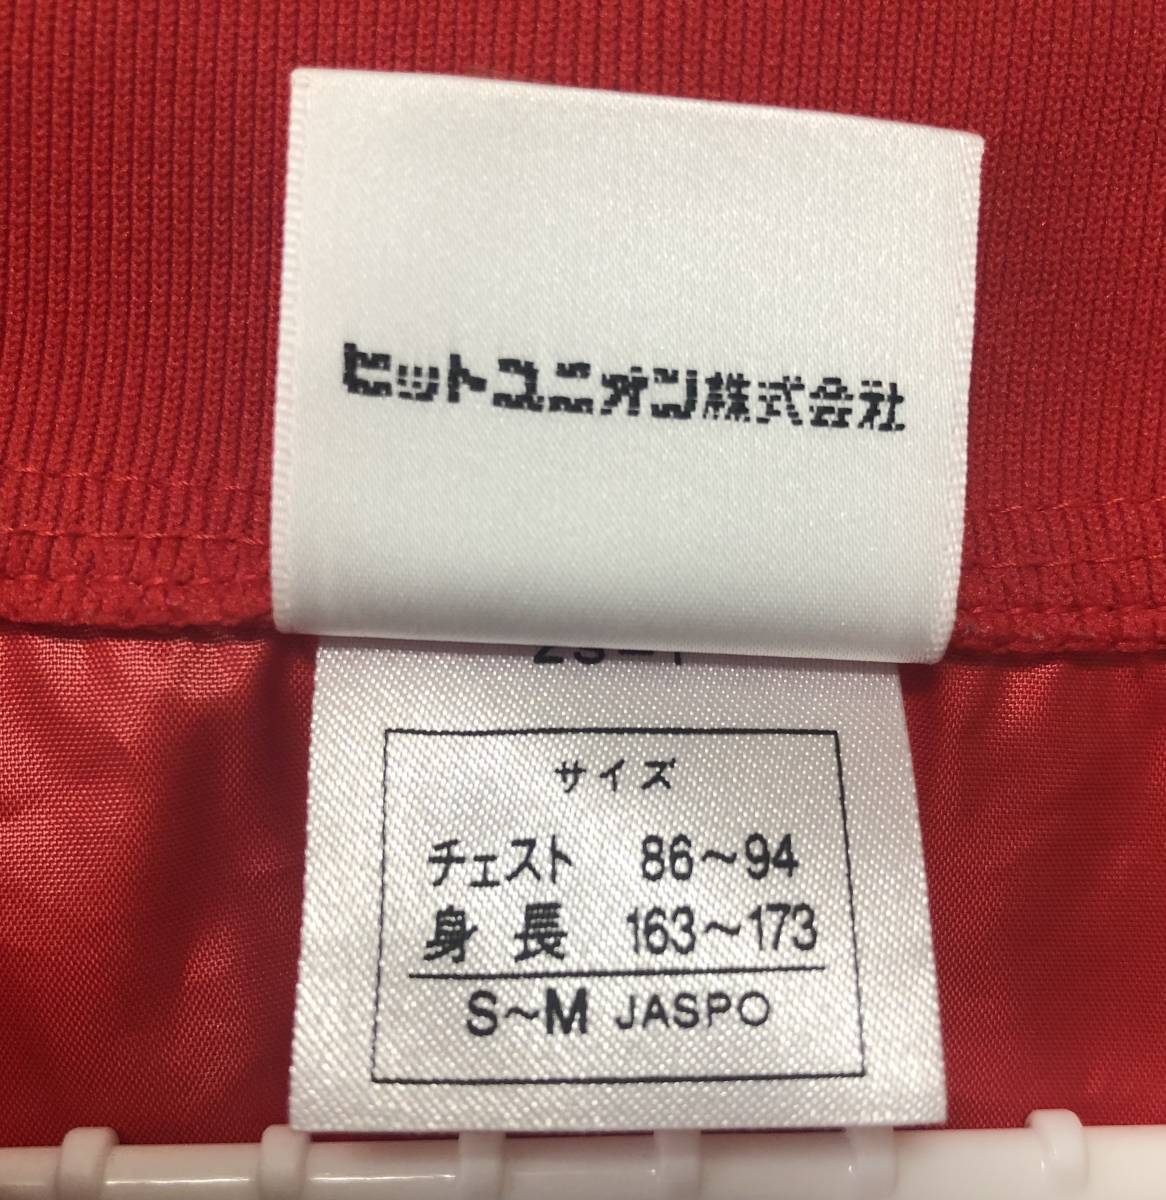 ヒットユニオン株式会社
サイズ
チェスト 86〜94
身長 163〜173
S〜M JASPO